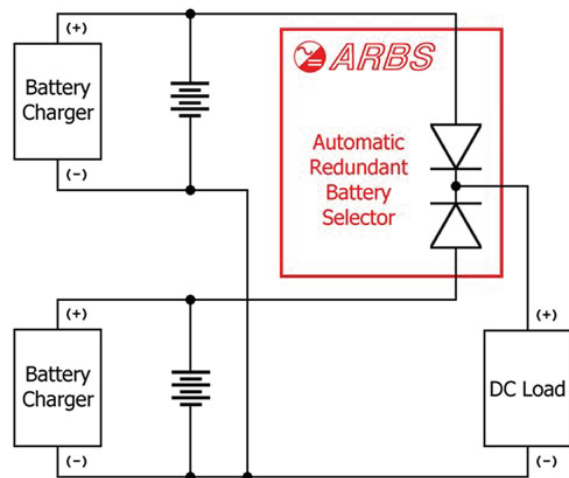 (+)
Battery
Charger
(-)
ARBS
Automatic
Redundant
Battery
Selector
(+)
Battery
Charger
(-)
(+)
DC Load
(-)